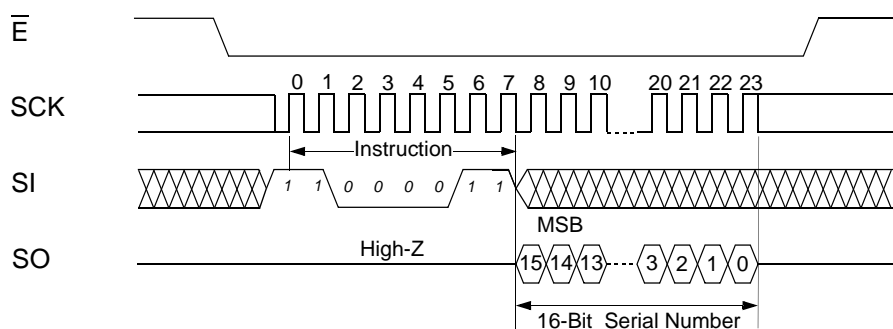 E
SCK 0 1 2 3 4 5 6 7 8 9 10 20 21 22 23
Instruction
SI 1 1 0 0 0 0 1 1
MSB
SO High-Z 15 14 13 3 2 1 0
16-Bit Serial Number